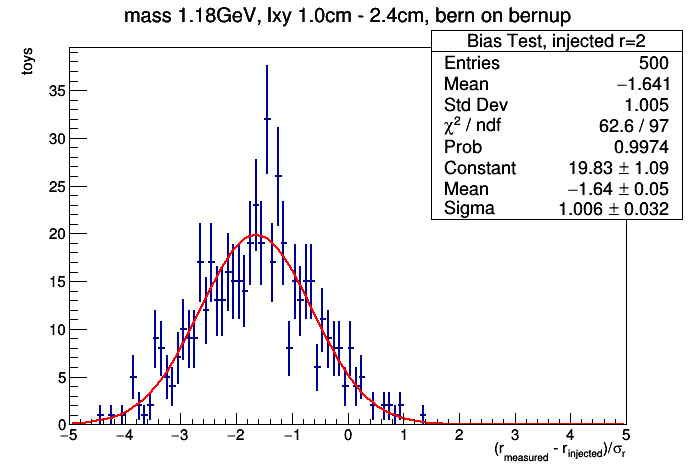 mass 1.18GeV, lxy 1.0cm - 2.4cm, bern on bernup
Bias Test, injected r=2
Entries 500
Mean −1.641
Std Dev 1.005
χ² / ndf 62.6 / 97
Prob 0.9974
Constant 19.83 ± 1.09
Mean −1.64 ± 0.05
Sigma 1.006 ± 0.032
toys
35
30
25
20
15
10
5
0
−5 −4 −3 −2 −1 0 1 2 3 4 5
(r_measured - r_injected)/σ_r